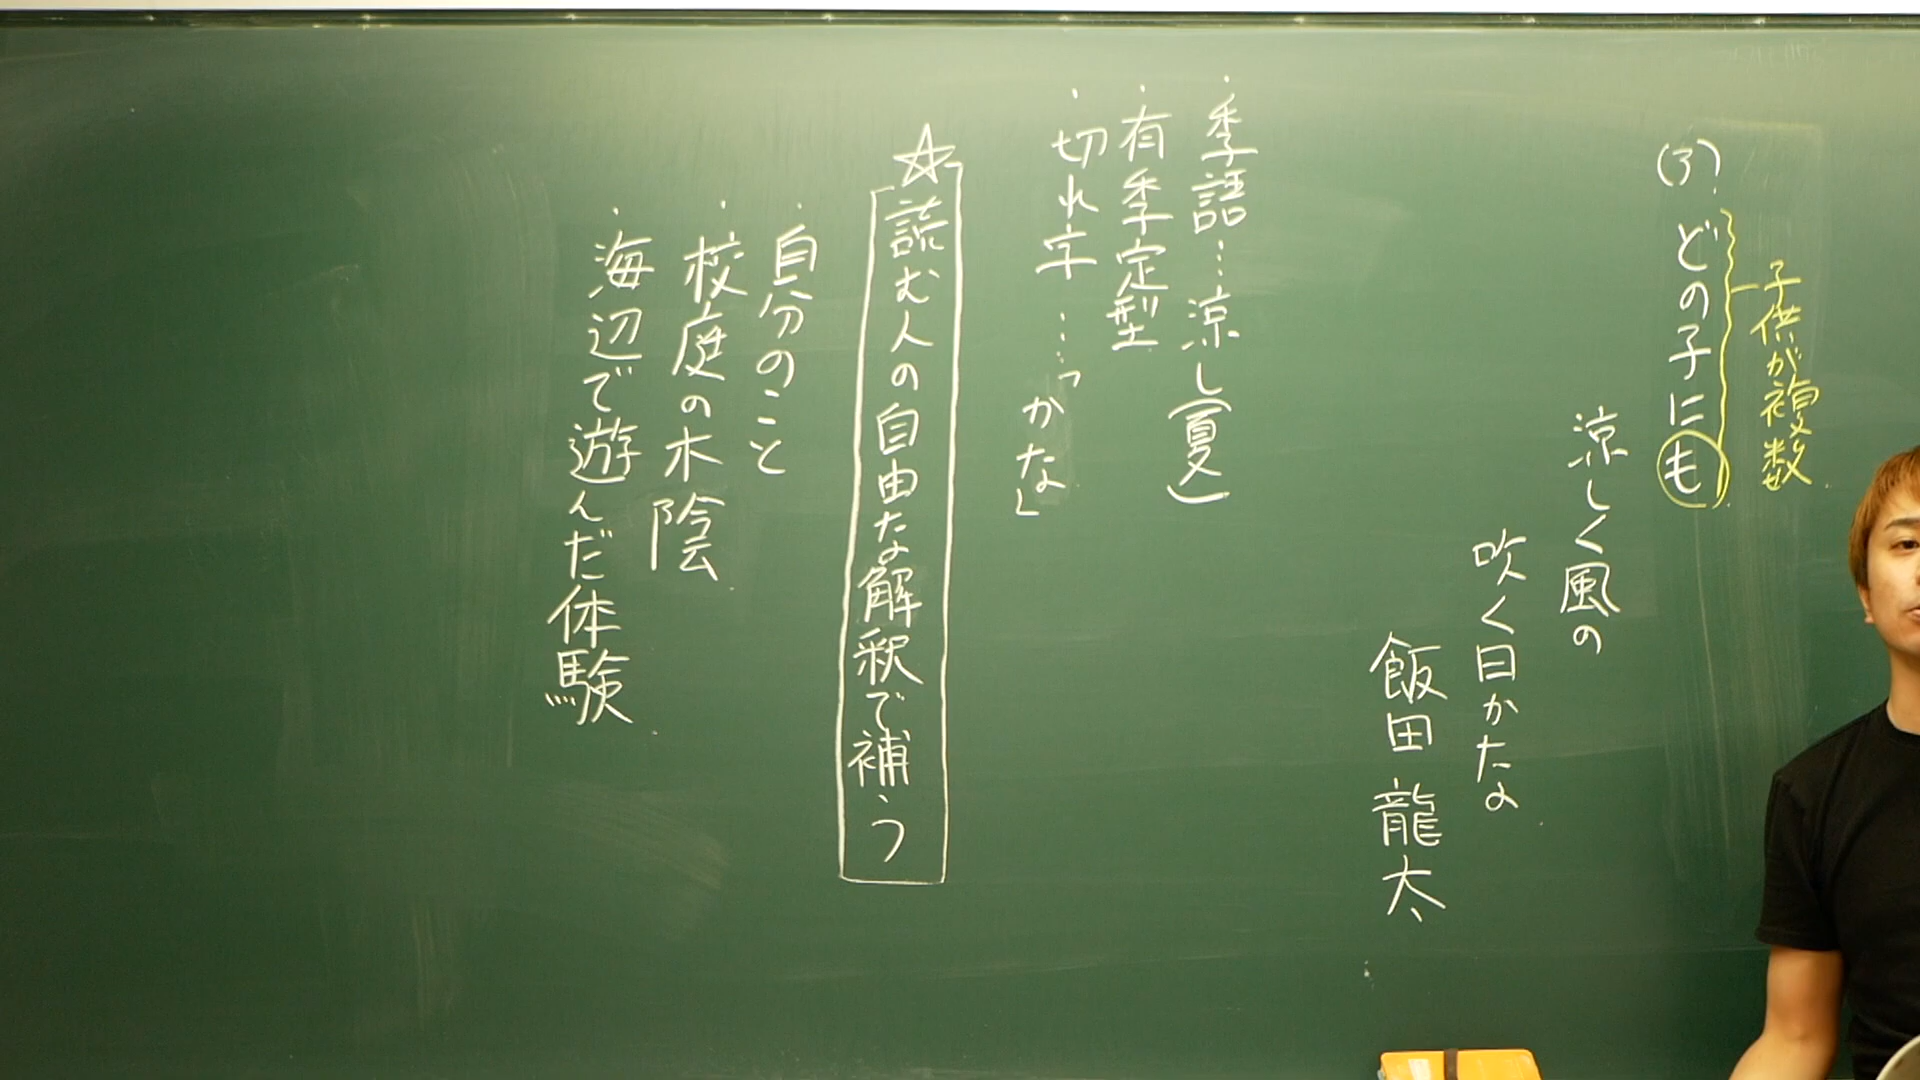 子供が複数
(3) どの子にも
涼しく風の
吹く日かな
飯田 龍太
・季語…涼し(夏)
・有季定型
・切れ字……「かな」
☆読む人の自由な解釈で補う
・自分のこと
・校庭の木陰
・海辺で遊んだ体験